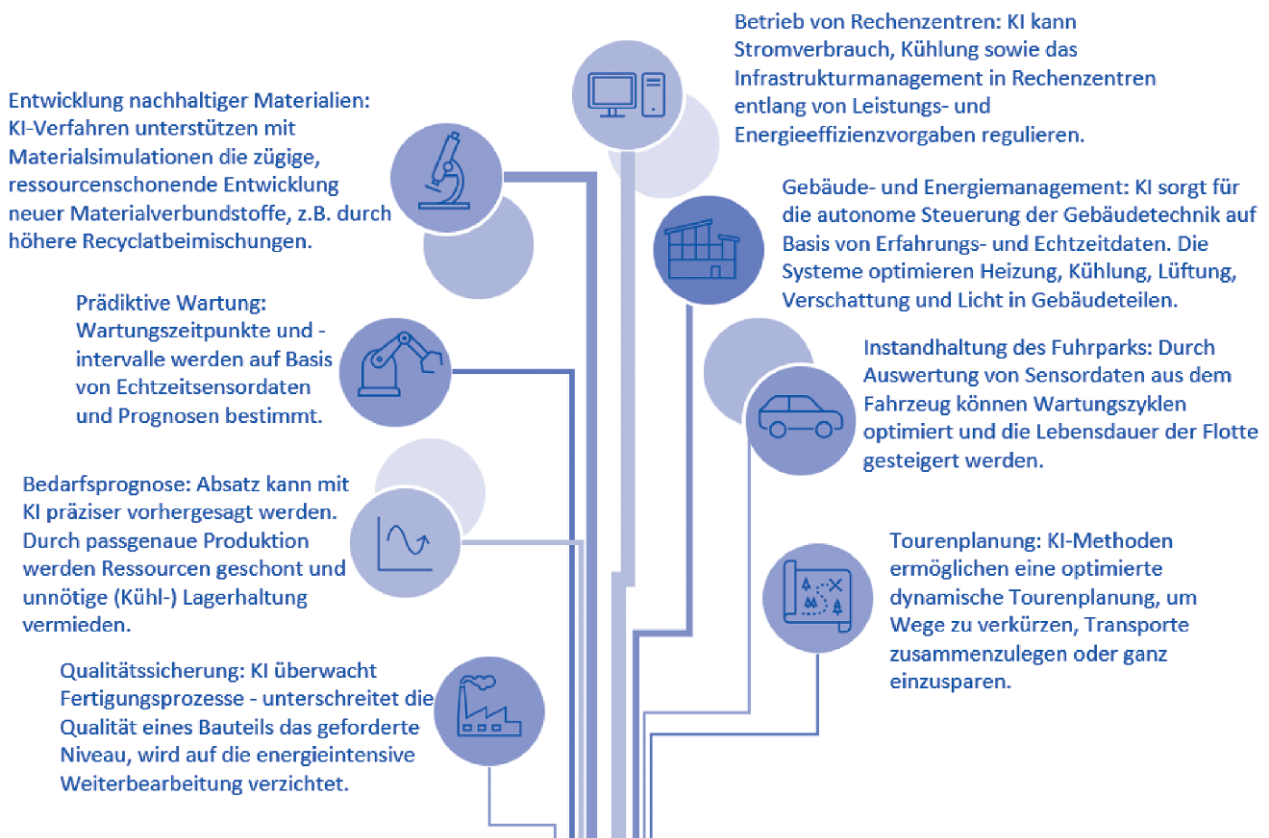 Entwicklung nachhaltiger Materialien:
KI-Verfahren unterstützen mit
Materialsimulationen die zügige,
ressourcenschonende Entwicklung
neuer Materialverbundstoffe, z.B. durch
höhere Recyclatbeimischungen.
Prädiktive Wartung:
Wartungszeitpunkte und -
intervalle werden auf Basis
von Echtzeitsensordaten
und Prognosen bestimmt.
Bedarfsprognose: Absatz kann mit
KI präziser vorhergesagt werden.
Durch passgenaue Produktion
werden Ressourcen geschont und
unnötige (Kühl-) Lagerhaltung
vermieden.
Qualitätssicherung: KI überwacht
Fertigungsprozesse - unterschreitet die
Qualität eines Bauteils das geforderte
Niveau, wird auf die energieintensive
Weiterbearbeitung verzichtet.
Betrieb von Rechenzentren: KI kann
Stromverbrauch, Kühlung sowie das
Infrastrukturmanagement in Rechenzentren
entlang von Leistungs- und
Energieeffizienzvorgaben regulieren.
Gebäude- und Energiemanagement: KI sorgt für
die autonome Steuerung der Gebäudetechnik auf
Basis von Erfahrungs- und Echtzeitdaten. Die
Systeme optimieren Heizung, Kühlung, Lüftung,
Verschattung und Licht in Gebäudeteilen.
Instandhaltung des Fuhrparks: Durch
Auswertung von Sensordaten aus dem
Fahrzeug können Wartungszyklen
optimiert und die Lebensdauer der Flotte
gesteigert werden.
Tourenplanung: KI-Methoden
ermöglichen eine optimierte
dynamische Tourenplanung, um
Wege zu verkürzen, Transporte
zusammenzulegen oder ganz
einzusparen.